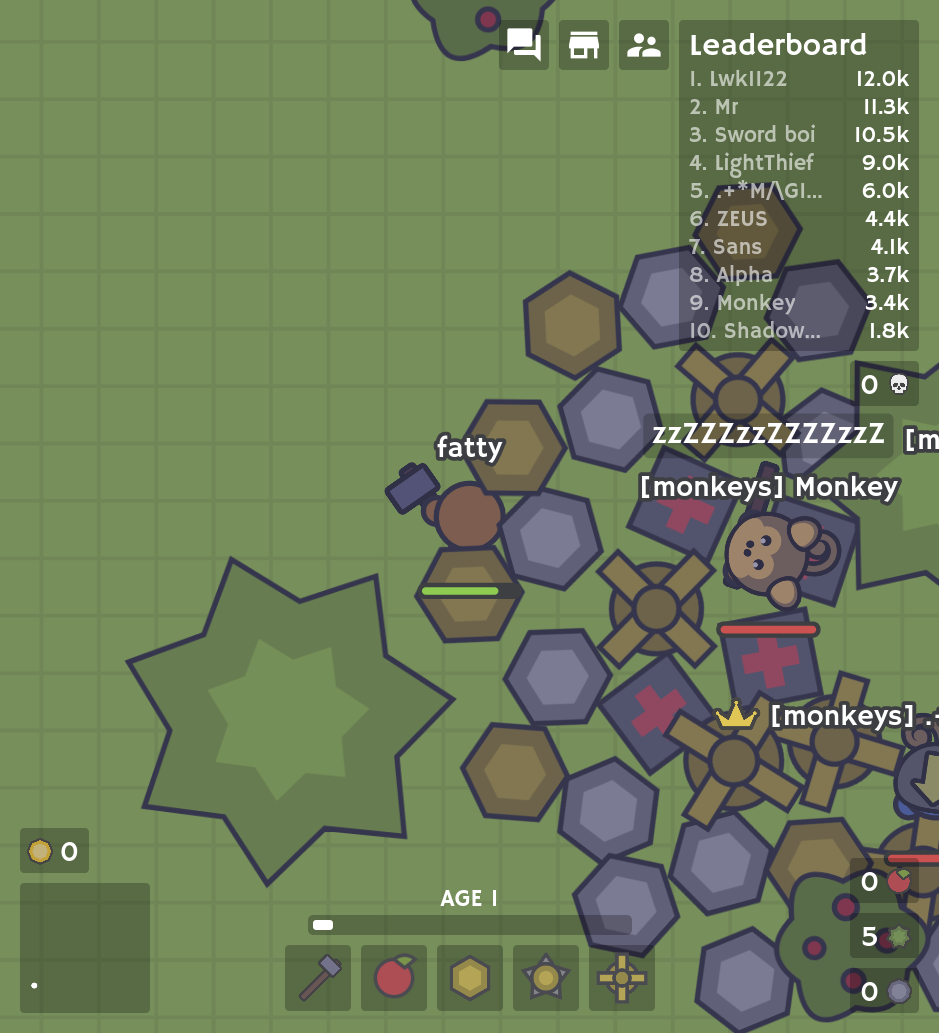 Leaderboard
1. Lwk1122 12.0k
2. Mr 11.3k
3. Sword boi 10.5k
4. LightThief 9.0k
5. .+*M/\GI... 6.0k
6. ZEUS 4.4k
7. Sans 4.1k
8. Alpha 3.7k
9. Monkey 3.4k
10. Shadow... 1.8k
0
zzZZZzzZZZZzzZ
[m
fatty
[monkeys] Monkey
[monkeys] .+
0
0
AGE 1
5
0